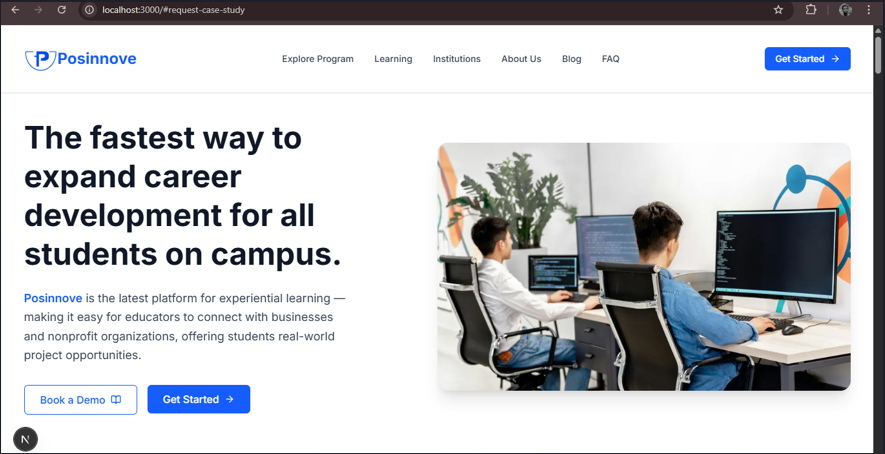 localhost:3000/#request-case-study
Posinnove
Explore Program
Learning
Institutions
About Us
Blog
FAQ
Get Started
The fastest way to
expand career
development for all
students on campus.
Posinnove is the latest platform for experiential learning —
making it easy for educators to connect with businesses
and nonprofit organizations, offering students real-world
project opportunities.
Book a Demo
Get Started
N